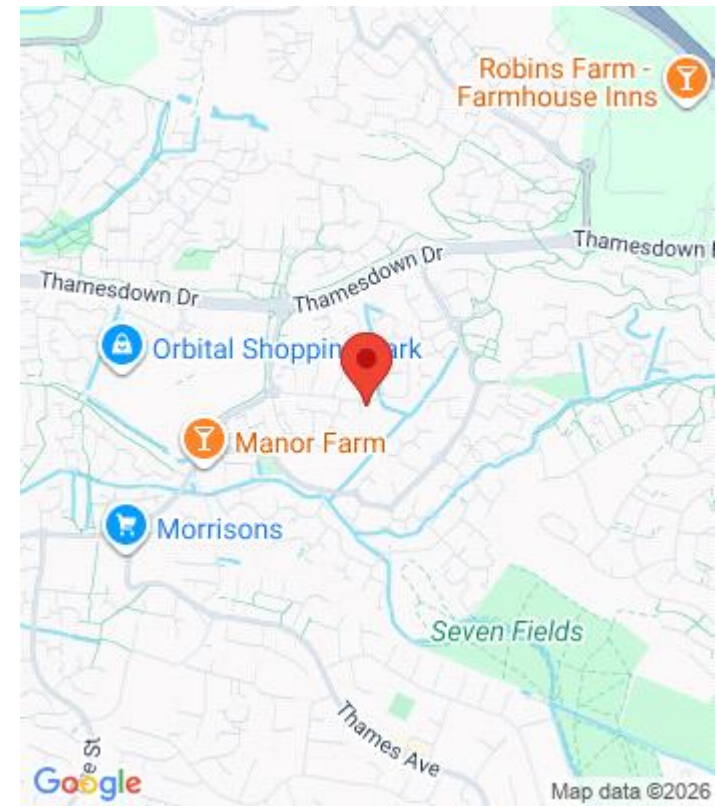 Robins Farm -
Farmhouse Inns
Thamesdown Dr
Thamesdown Dr
Thamesdown
Orbital Shopping Park
Manor Farm
Morrisons
Seven Fields
Thames Ave
St
Google
Map data ©2026